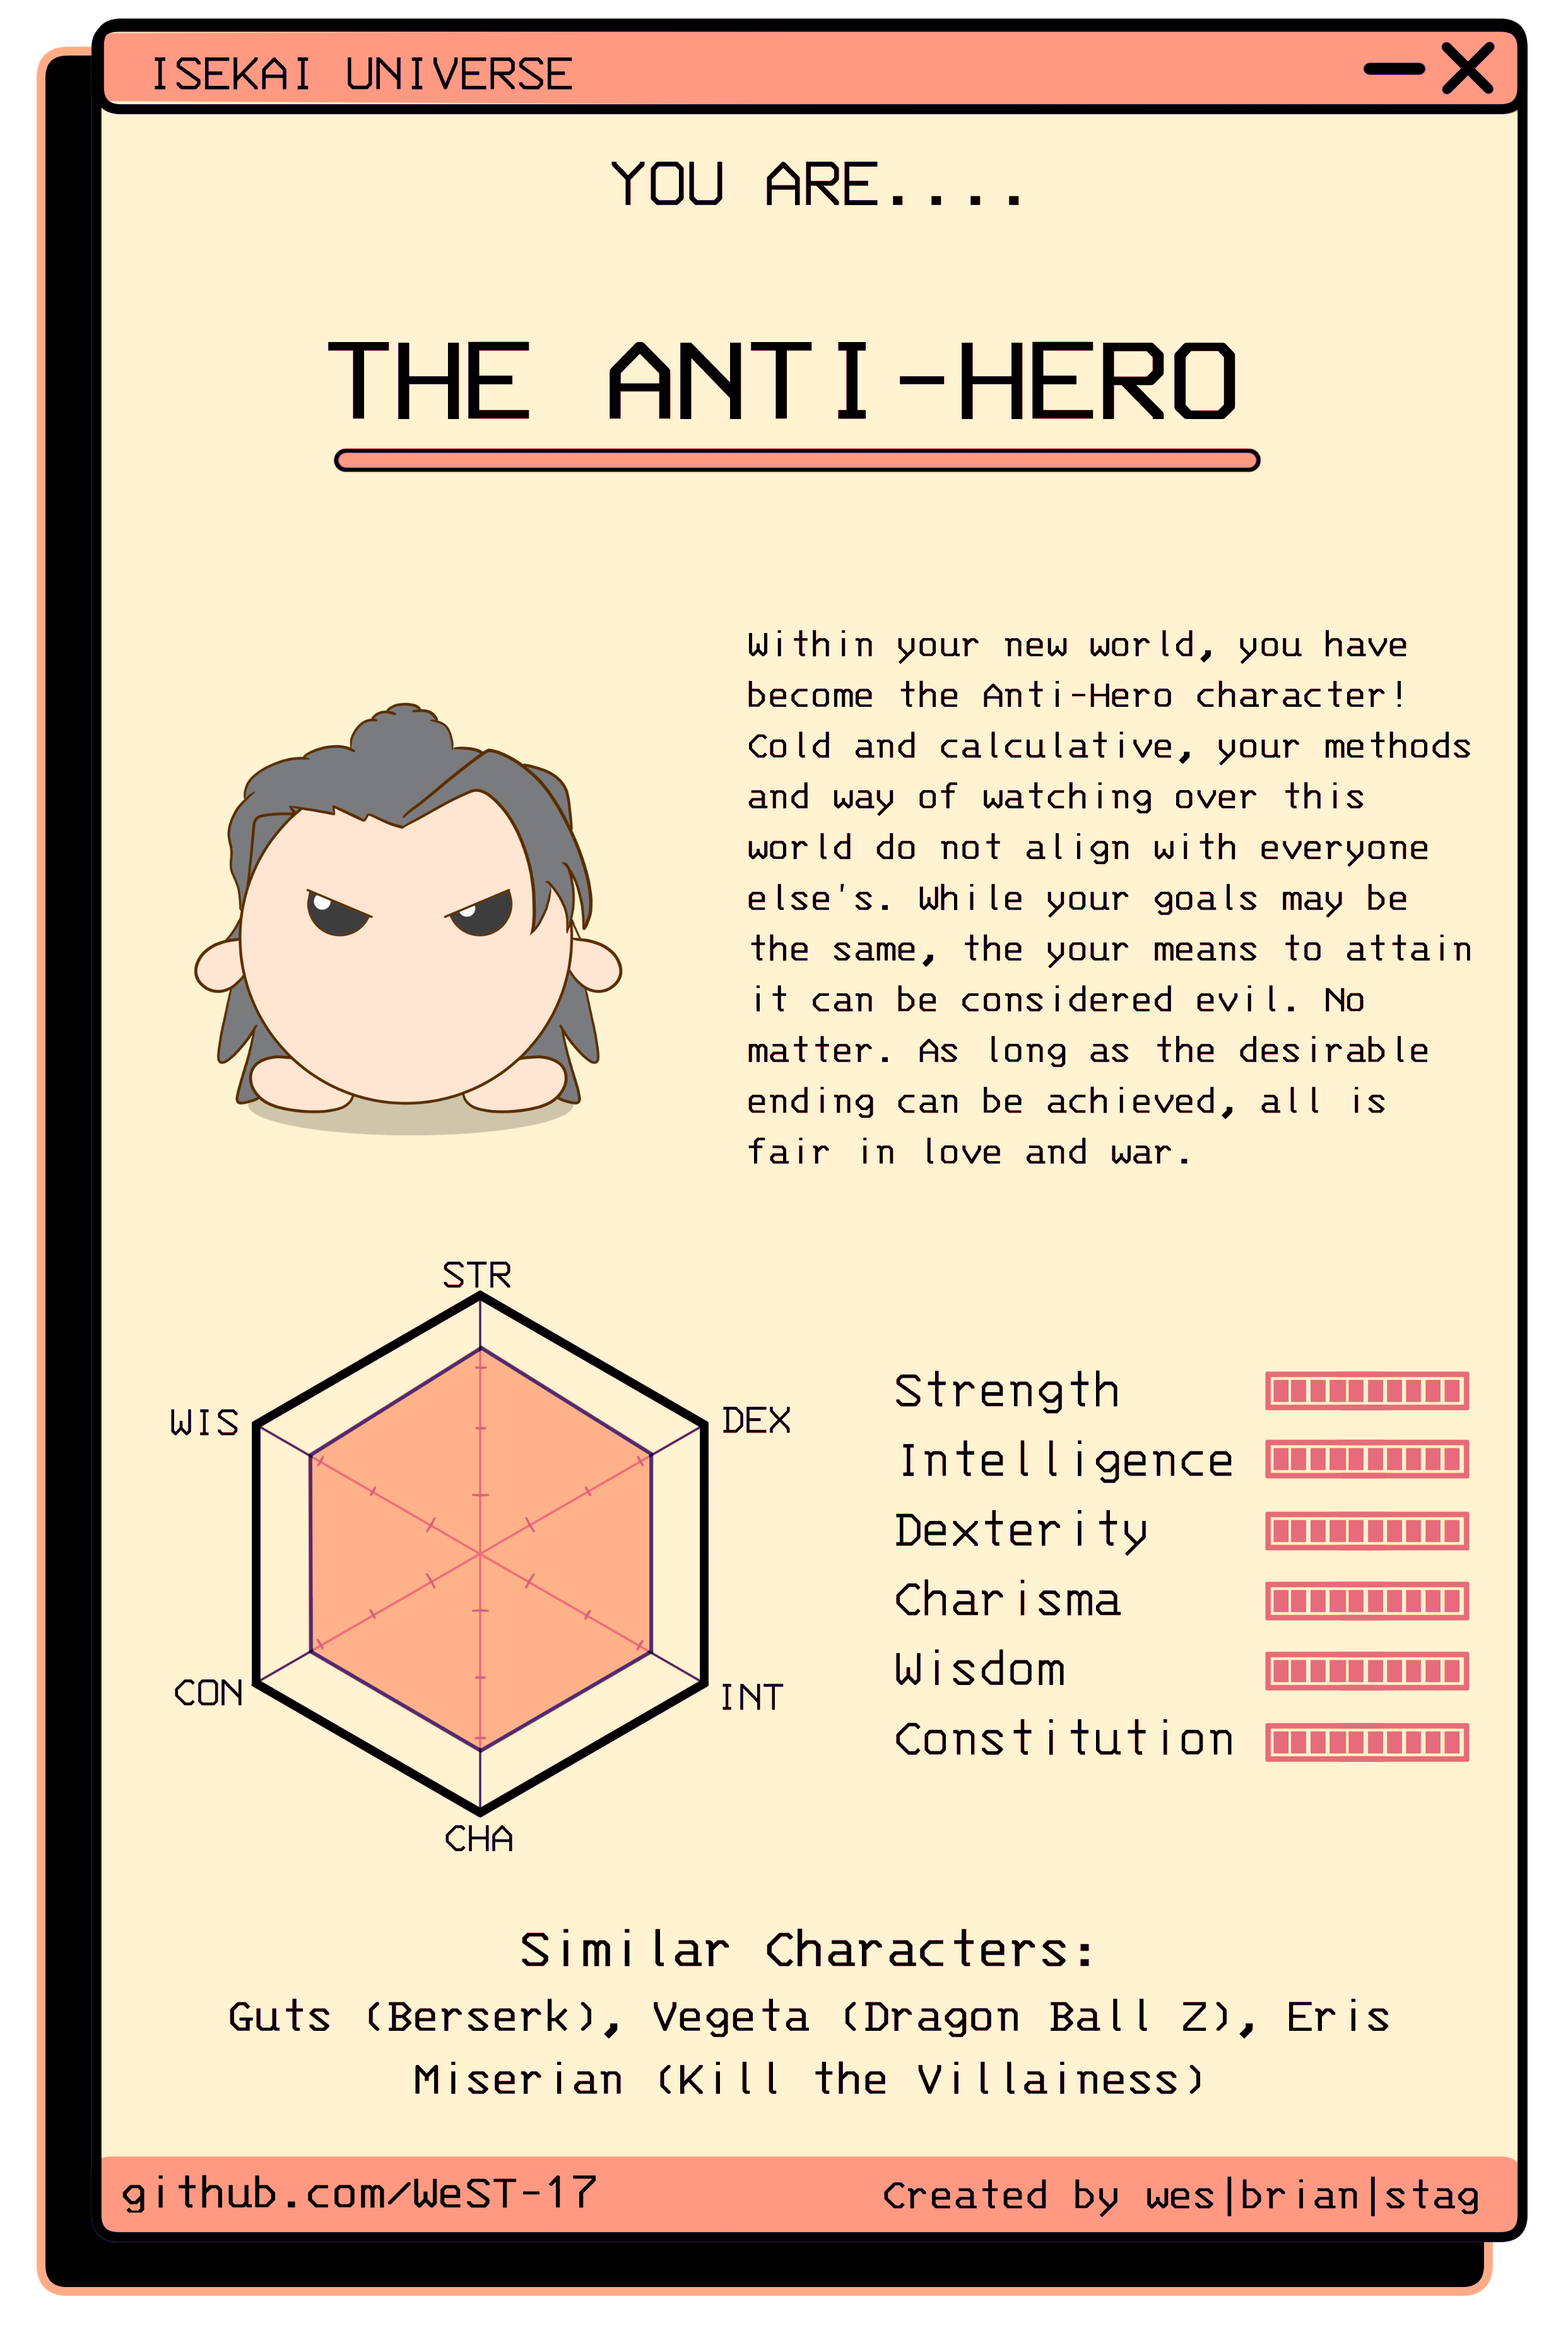 ISEKAI UNIVERSE
YOU ARE....
THE ANTI-HERO
Within your new world, you have
become the Anti-Hero character!
Cold and calculative, your methods
and way of watching over this
world do not align with everyone
else's. While your goals may be
the same, the your means to attain
it can be considered evil. No
matter. As long as the desirable
ending can be achieved, all is
fair in love and war.
STR
WIS
DEX
CON
INT
CHA
Strength
Intelligence
Dexterity
Charisma
Wisdom
Constitution
Similar Characters:
Guts (Berserk), Vegeta (Dragon Ball Z), Eris
Miserian (Kill the Villainess)
github.com/WeST-17
Created by wes|brian|stag